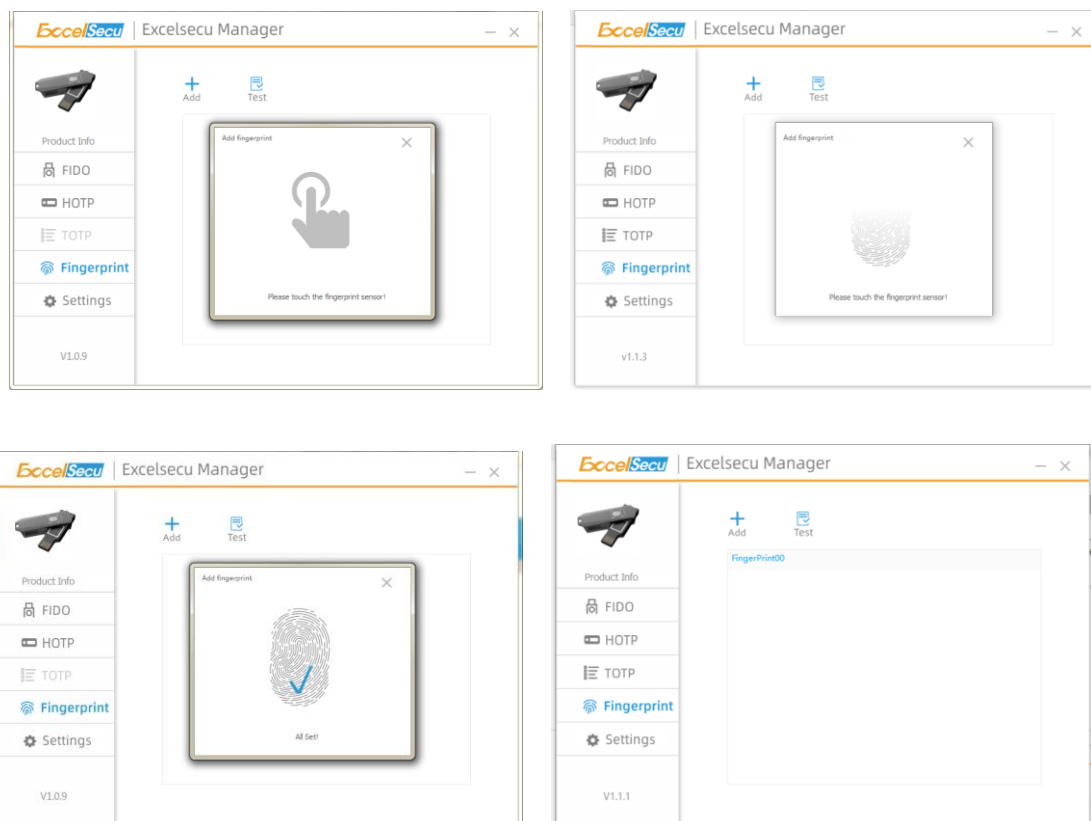 ExcelSecu | Excelsecu Manager
Add Test
Product Info
FIDO
HOTP
TOTP
Fingerprint
Settings
V1.0.9
Add fingerprint
Please touch the fingerprint sensor!
ExcelSecu | Excelsecu Manager
Add Test
Product Info
FIDO
HOTP
TOTP
Fingerprint
Settings
v1.1.3
Add fingerprint
Please touch the fingerprint sensor!
ExcelSecu | Excelsecu Manager
Add Test
Product Info
FIDO
HOTP
TOTP
Fingerprint
Settings
V1.0.9
Add fingerprint
All Set!
ExcelSecu | Excelsecu Manager
Add Test
Product Info
FIDO
HOTP
TOTP
Fingerprint
Settings
V1.1.1
FingerPrint00